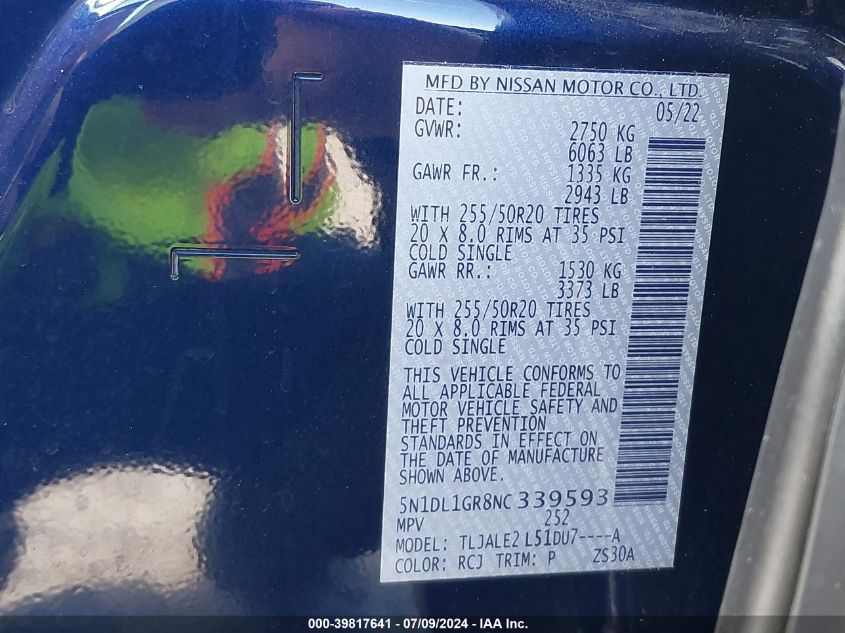 MFD BY NISSAN MOTOR CO., LTD.
DATE: 05/22
GVWR: 2750 KG
6063 LB
GAWR FR.: 1335 KG
2943 LB
WITH 255/50R20 TIRES
20 X 8.0 RIMS AT 35 PSI
COLD SINGLE
GAWR RR.: 1530 KG
3373 LB
WITH 255/50R20 TIRES
20 X 8.0 RIMS AT 35 PSI
COLD SINGLE
THIS VEHICLE CONFORMS TO
ALL APPLICABLE FEDERAL
MOTOR VEHICLE SAFETY AND
THEFT PREVENTION
STANDARDS IN EFFECT ON
THE DATE OF MANUFACTURE
SHOWN ABOVE.
5N1DL1GR8NC339593
MPV 252
MODEL: TLJALE2 L51DU7----A
COLOR: RCJ TRIM: P ZS30A
000-39817641 - 07/09/2024 - IAA Inc.